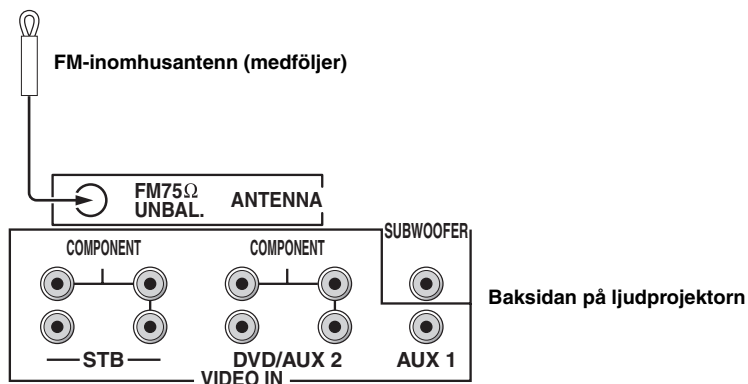 FM-inomhusantenn (medföljer)
FM75Ω
UNBAL.
ANTENNA
SUBWOOFER
COMPONENT
COMPONENT
Baksidan på ljudprojektorn
STB
DVD/AUX 2
AUX 1
VIDEO IN